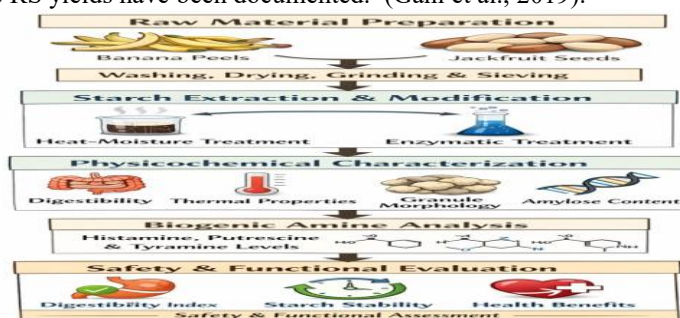 RS yields have been documented. (Gani et al., 2019).
Raw Material Preparation
Banana Peels
Jackfruit Seeds
Washing, Drying, Grinding & Sieving
Starch Extraction & Modification
Heat-Moisture Treatment
Enzymatic Treatment
Physicochemical Characterization
Digestibility
Thermal Properties
Granule
Morphology
Amylose Content
Biogenic Amine Analysis
Histamine, Putrescine
& Tyramine Levels
Safety & Functional Evaluation
Digestibility Index
Starch Stability
Health Benefits
Safety & Functional Assessment